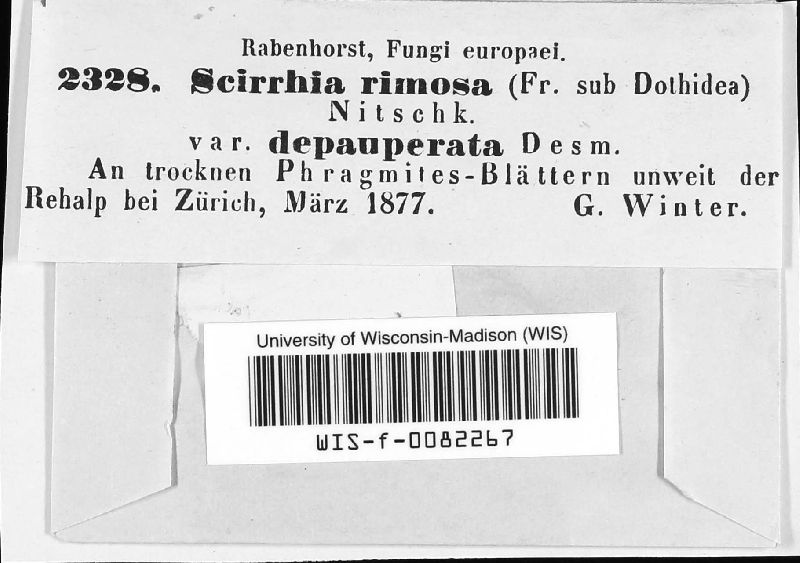 Rabenhorst, Fungi europaei.
2328. Scirrhia rimosa (Fr. sub Dothidea)
Nitschk.
var. depauperata Desm.
An trocknen Phragmites-Blättern unweit der
Rehalp bei Zürich, März 1877. G. Winter.
University of Wisconsin-Madison (WIS)
WIS-f-0082267